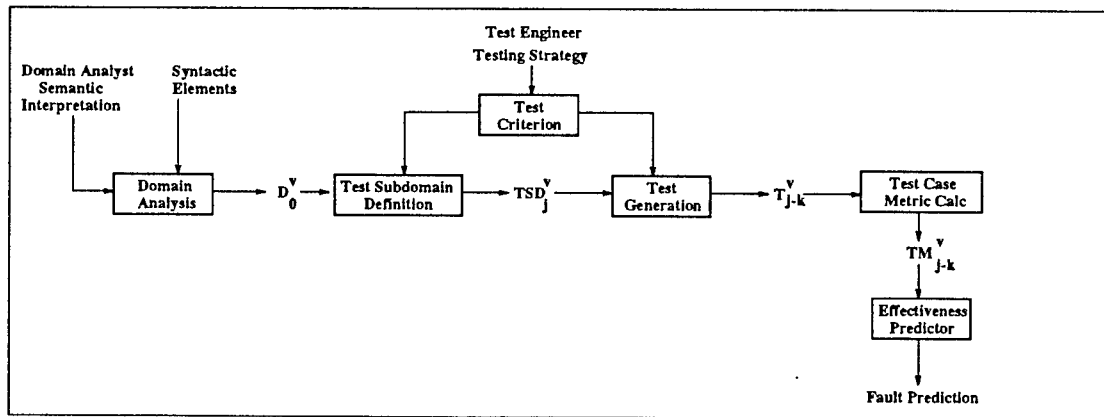 Test Engineer
Testing Strategy
Domain Analyst
Semantic
Interpretation
Syntactic
Elements
Test
Criterion
Domain
Analysis
D₀ᵛ
Test Subdomain
Definition
TSDⱼᵛ
Test
Generation
Tⱼ₋ₖᵛ
Test Case
Metric Calc
TMⱼ₋ₖᵛ
Effectiveness
Predictor
Fault Prediction